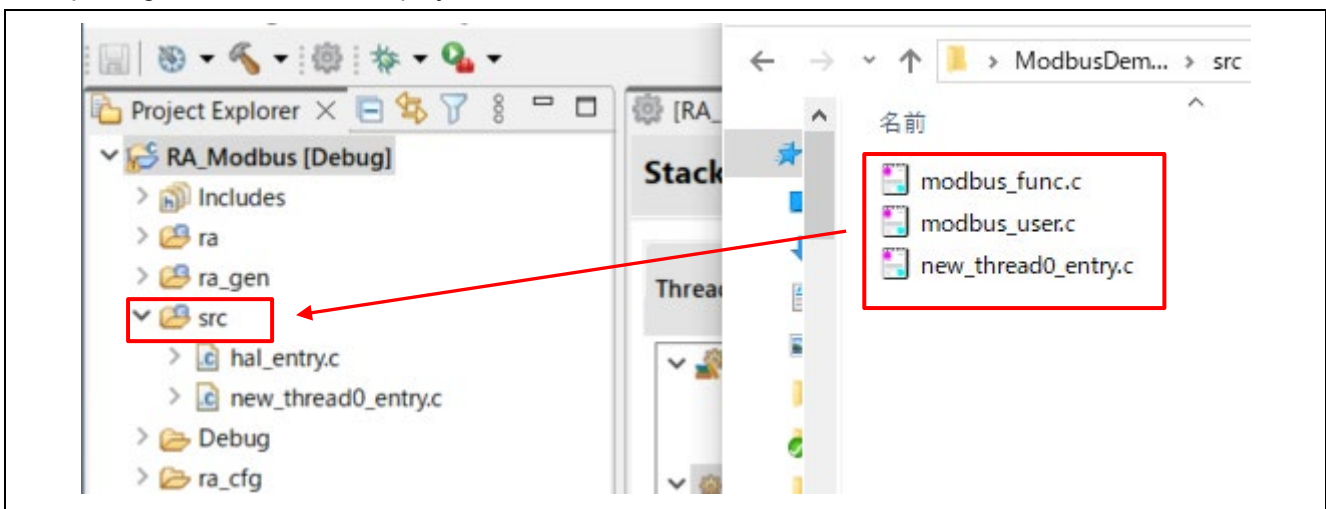 Project Explorer
RA_Modbus [Debug]
Includes
ra
ra_gen
src
hal_entry.c
new_thread0_entry.c
Debug
ra_cfg
[RA_
Stack
Threa
ModbusDem... > src
名前
modbus_func.c
modbus_user.c
new_thread0_entry.c